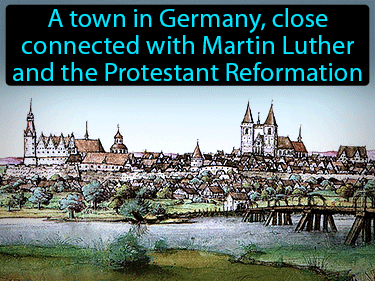 A town in Germany, close
connected with Martin Luther
and the Protestant Reformation